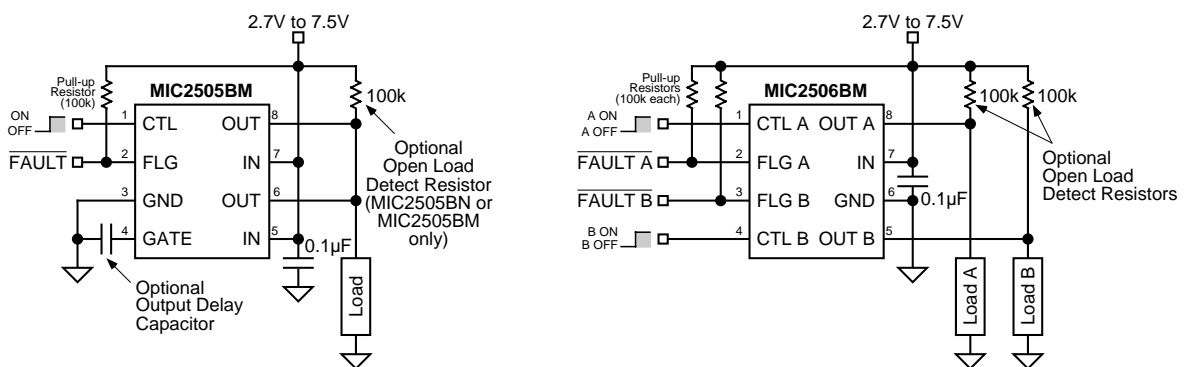 2.7V to 7.5V
Pull-up
Resistor
(100k)
MIC2505BM
100k
ON
OFF
1
CTL
OUT
8
FAULT
2
FLG
IN
7
3
GND
OUT
6
4
GATE
IN
5
Optional
Open Load
Detect Resistor
(MIC2505BN or
MIC2505BM
only)
0.1µF
Load
Optional
Output Delay
Capacitor
2.7V to 7.5V
Pull-up
Resistors
(100k each)
MIC2506BM
100k
100k
A ON
A OFF
1
CTL A
OUT A
8
FAULT A
2
FLG A
IN
7
FAULT B
3
FLG B
GND
6
B ON
B OFF
4
CTL B
OUT B
5
0.1µF
Optional
Open Load
Detect Resistors
Load A
Load B